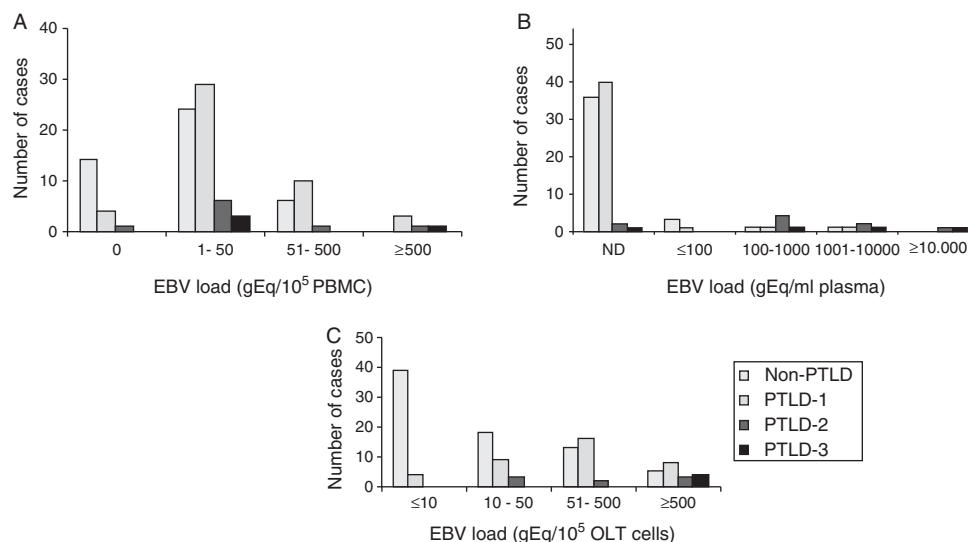 A
Number of cases
40
30
20
10
0
0 1- 50 51- 500 ≥500
EBV load (gEq/10⁵ PBMC)
B
Number of cases
50
40
30
20
10
0
ND ≤100 100-1000 1001-10000 ≥10.000
EBV load (gEq/ml plasma)
C
Number of cases
50
40
30
20
10
0
≤10 10 - 50 51- 500 ≥500
EBV load (gEq/10⁵ OLT cells)
Non-PTLD
PTLD-1
PTLD-2
PTLD-3